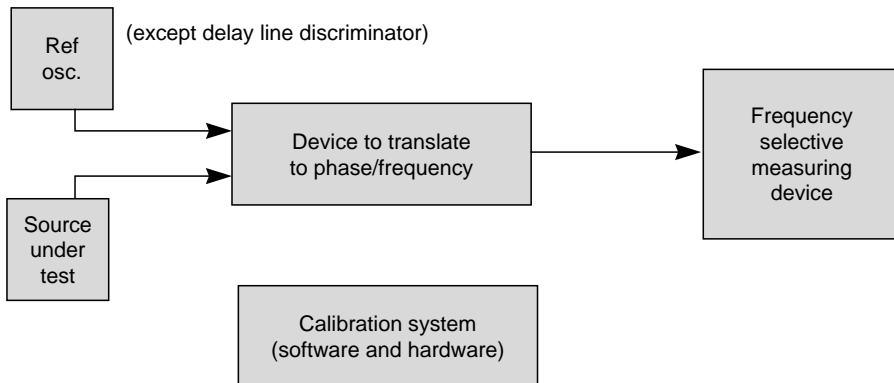 Ref
osc.
(except delay line discriminator)
Device to translate
to phase/frequency
Frequency
selective
measuring
device
Source
under
test
Calibration system
(software and hardware)